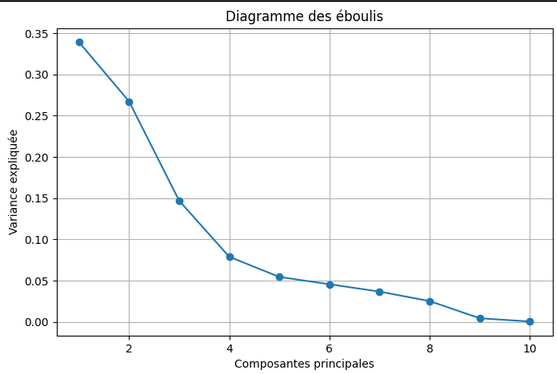 Diagramme des éboulis
0.35
0.30
0.25
0.20
0.15
0.10
0.05
0.00
Variance expliquée
2 4 6 8 10
Composantes principales